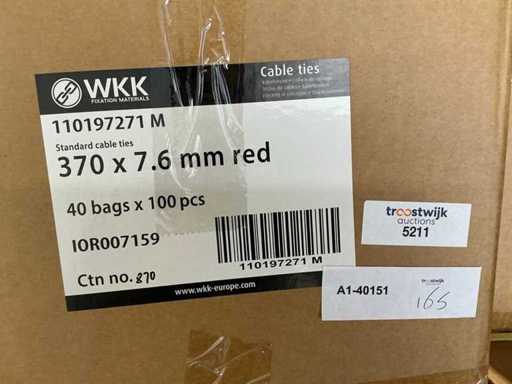 WKK
FIXATION MATERIALS
Cable ties
110197271 M
Standard cable ties
370 x 7.6 mm red
40 bags x 100 pcs
IOR007159
Ctn no. 870
110197271 M
www.wkk-europe.com
troostwijk
auctions
5211
A1-40151
troostwijk
165